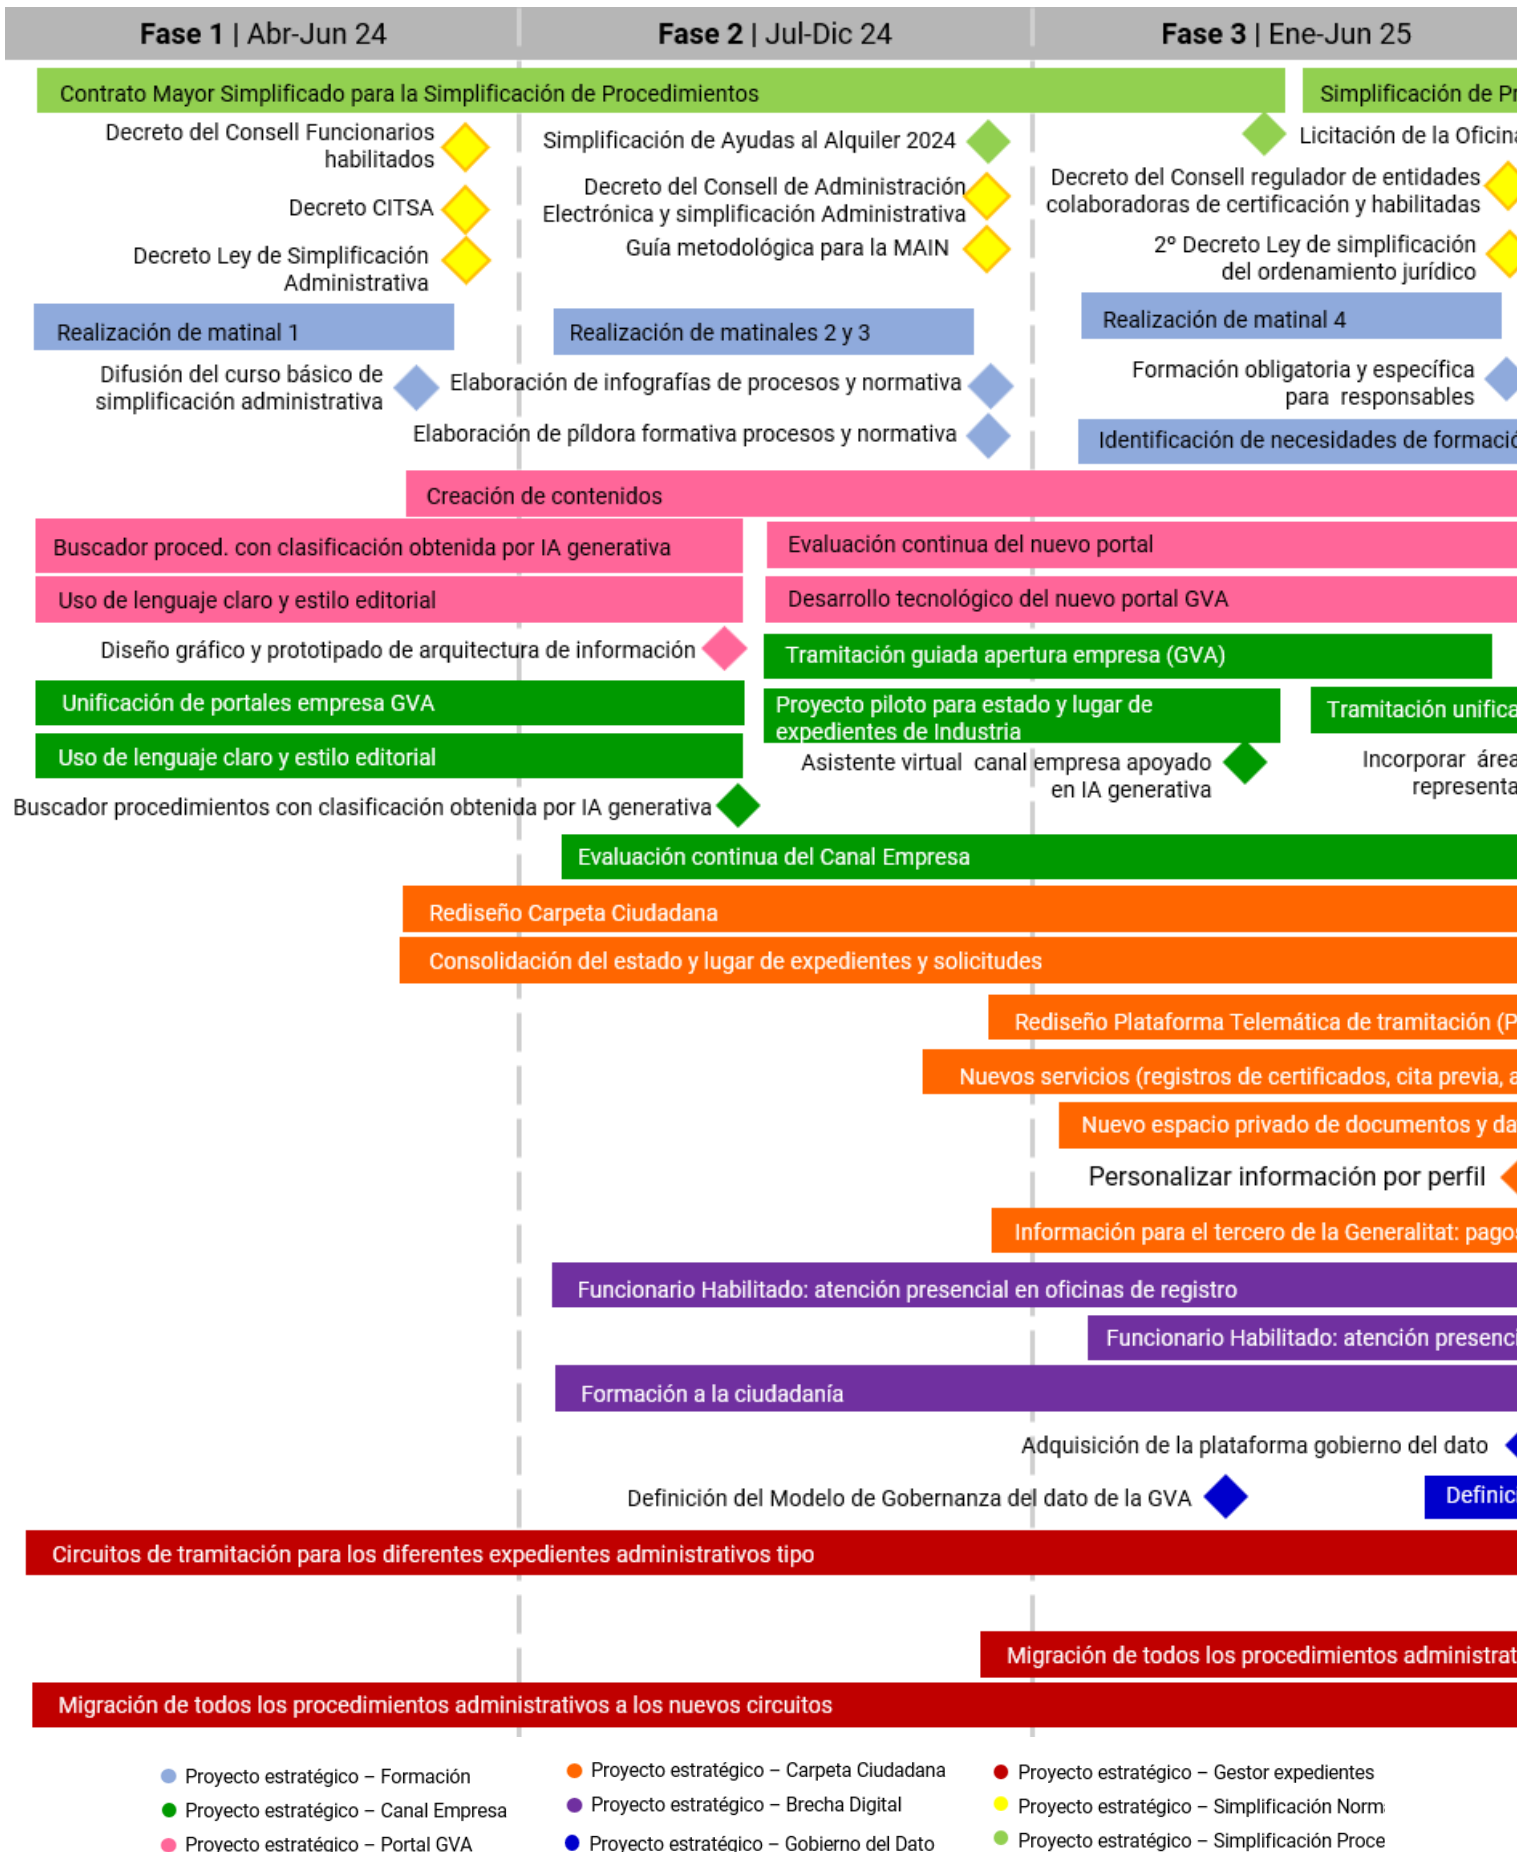 Fase 1 | Abr-Jun 24
Fase 2 | Jul-Dic 24
Fase 3 | Ene-Jun 25
Contrato Mayor Simplificado para la Simplificación de Procedimientos
Simplificación de Pr
Decreto del Consell Funcionarios
habilitados
Simplificación de Ayudas al Alquiler 2024
Licitación de la Oficina
Decreto CITSA
Decreto del Consell de Administración
Electrónica y simplificación Administrativa
Decreto del Consell regulador de entidades
colaboradoras de certificación y habilitadas
Decreto Ley de Simplificación
Administrativa
Guía metodológica para la MAIN
2º Decreto Ley de simplificación
del ordenamiento jurídico
Realización de matinal 1
Realización de matinales 2 y 3
Realización de matinal 4
Difusión del curso básico de
simplificación administrativa
Elaboración de infografías de procesos y normativa
Formación obligatoria y específica
para responsables
Elaboración de píldora formativa procesos y normativa
Identificación de necesidades de formació
Creación de contenidos
Buscador proced. con clasificación obtenida por IA generativa
Evaluación continua del nuevo portal
Uso de lenguaje claro y estilo editorial
Desarrollo tecnológico del nuevo portal GVA
Diseño gráfico y prototipado de arquitectura de información
Tramitación guiada apertura empresa (GVA)
Unificación de portales empresa GVA
Proyecto piloto para estado y lugar de
expedientes de Industria
Tramitación unifica
Uso de lenguaje claro y estilo editorial
Asistente virtual canal empresa apoyado
en IA generativa
Incorporar área
representa
Buscador procedimientos con clasificación obtenida por IA generativa
Evaluación continua del Canal Empresa
Rediseño Carpeta Ciudadana
Consolidación del estado y lugar de expedientes y solicitudes
Rediseño Plataforma Telemática de tramitación (P
Nuevos servicios (registros de certificados, cita previa, a
Nuevo espacio privado de documentos y da
Personalizar información por perfil
Información para el tercero de la Generalitat: pagos
Funcionario Habilitado: atención presencial en oficinas de registro
Funcionario Habilitado: atención presenci
Formación a la ciudadanía
Adquisición de la plataforma gobierno del dato
Definición del Modelo de Gobernanza del dato de la GVA
Definici
Circuitos de tramitación para los diferentes expedientes administrativos tipo
Migración de todos los procedimientos administrat
Migración de todos los procedimientos administrativos a los nuevos circuitos
Proyecto estratégico – Formación
Proyecto estratégico – Canal Empresa
Proyecto estratégico – Portal GVA
Proyecto estratégico – Carpeta Ciudadana
Proyecto estratégico – Brecha Digital
Proyecto estratégico – Gobierno del Dato
Proyecto estratégico – Gestor expedientes
Proyecto estratégico – Simplificación Norm
Proyecto estratégico – Simplificación Proce